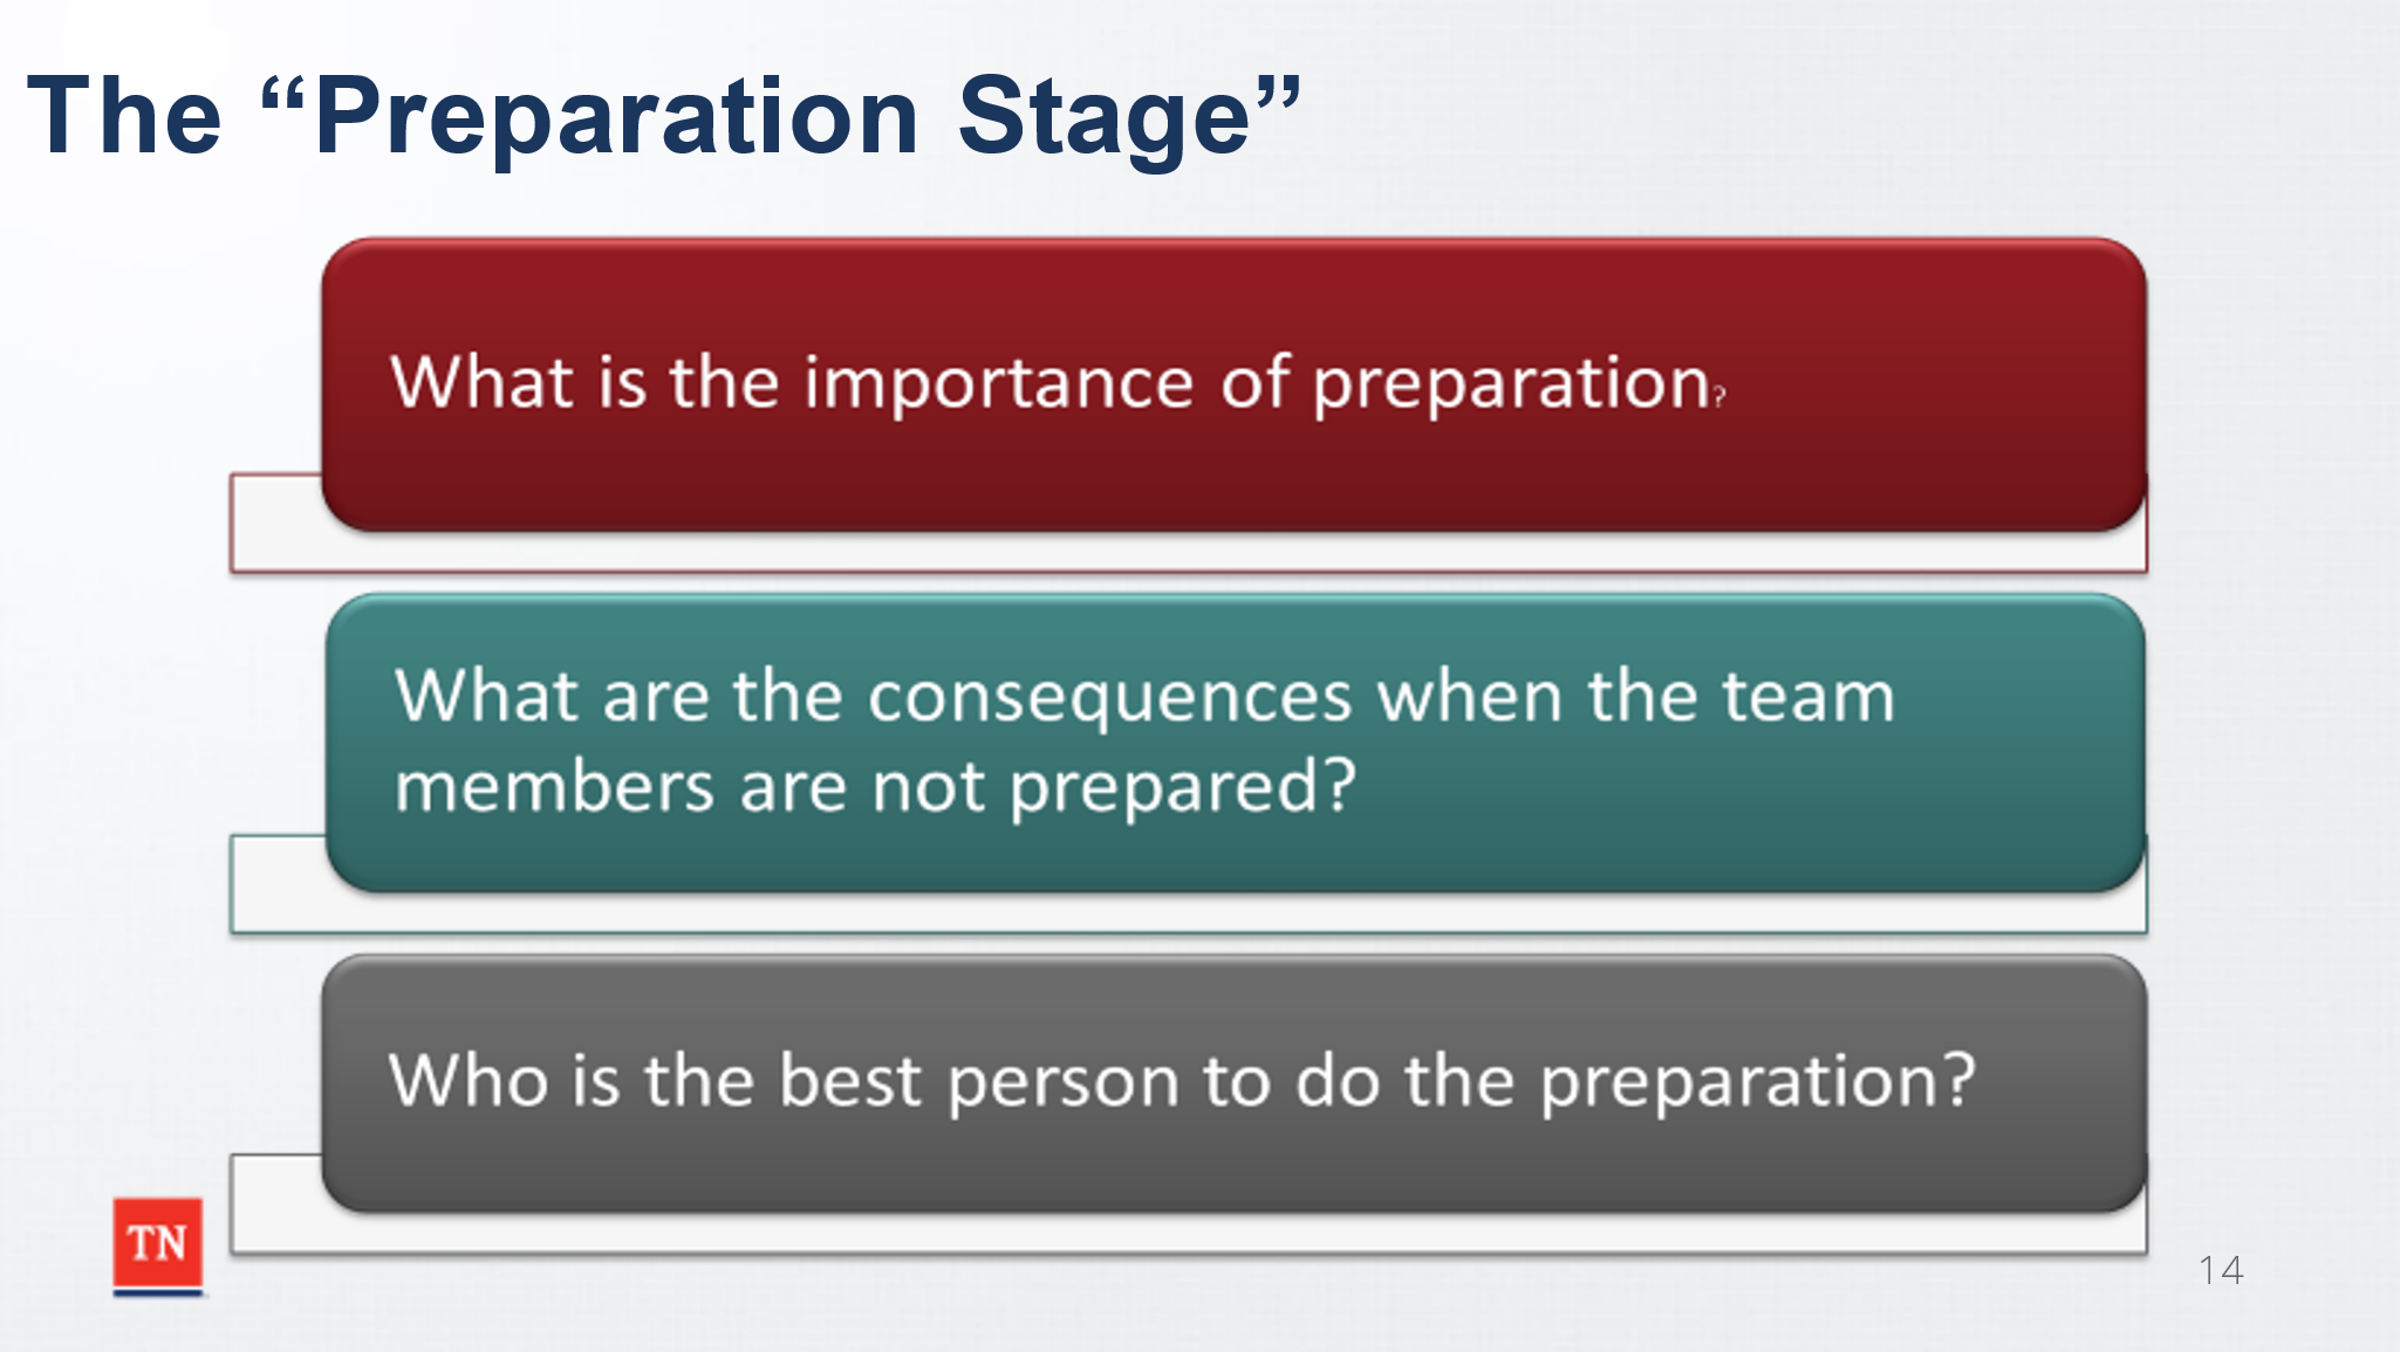 The “Preparation Stage”
What is the importance of preparation?
What are the consequences when the team
members are not prepared?
Who is the best person to do the preparation?
TN
14